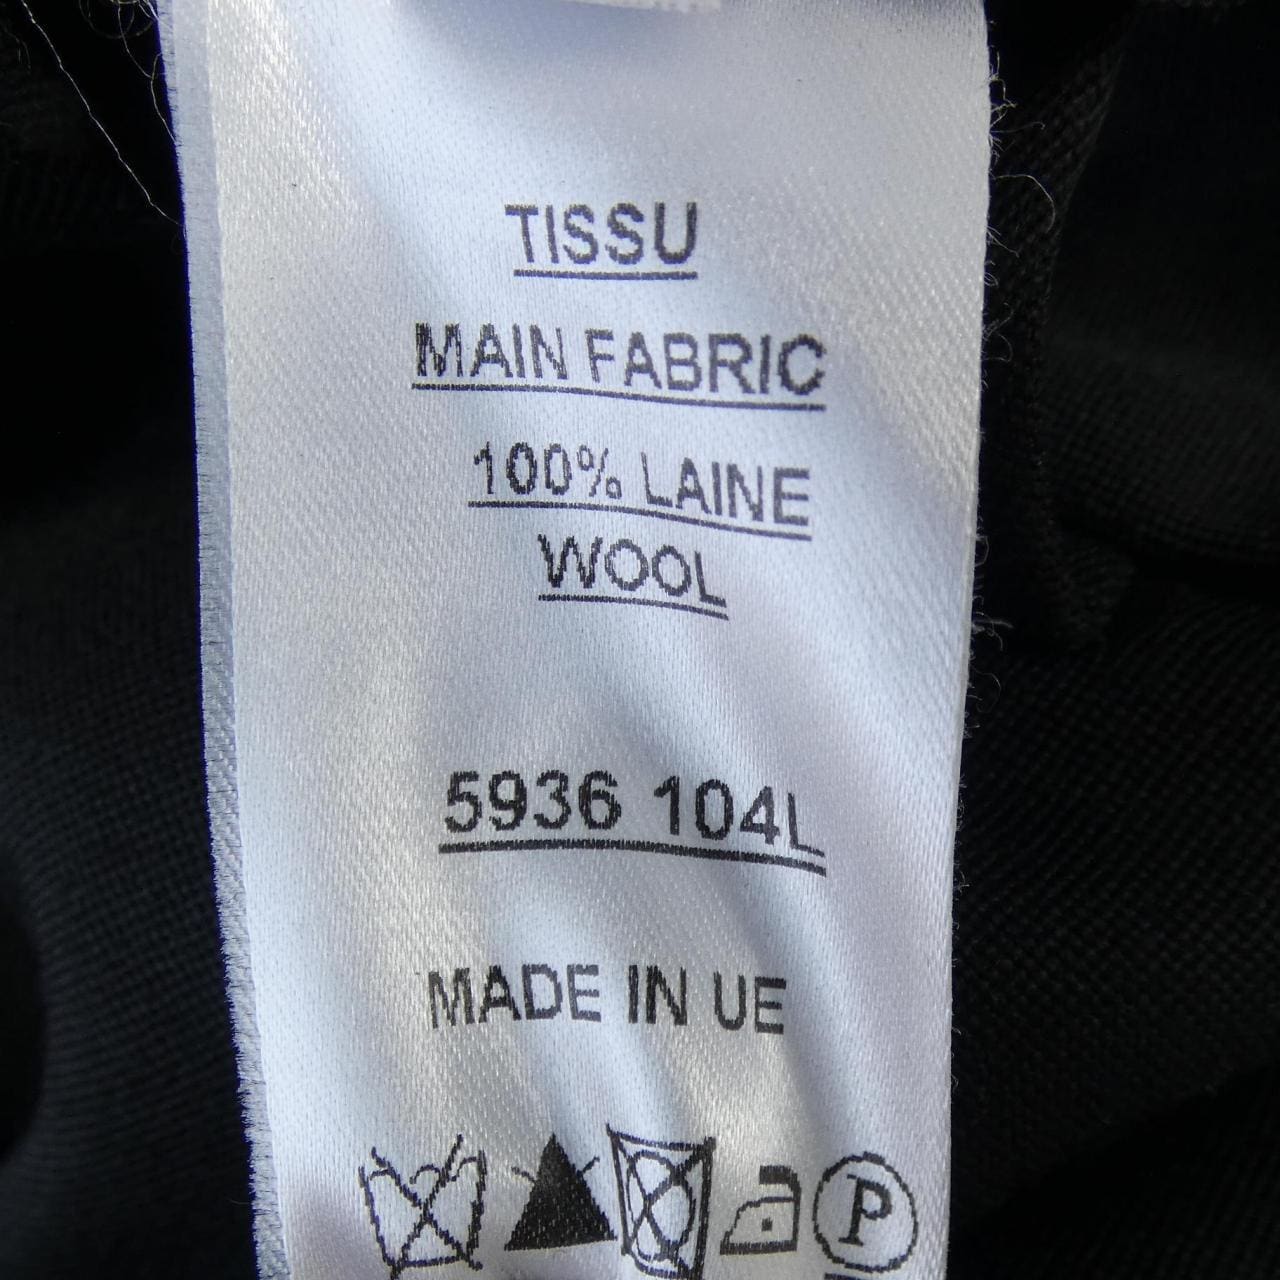 TISSU
MAIN FABRIC
100% LAINE
WOOL
5936 104L
MADE IN UE
P